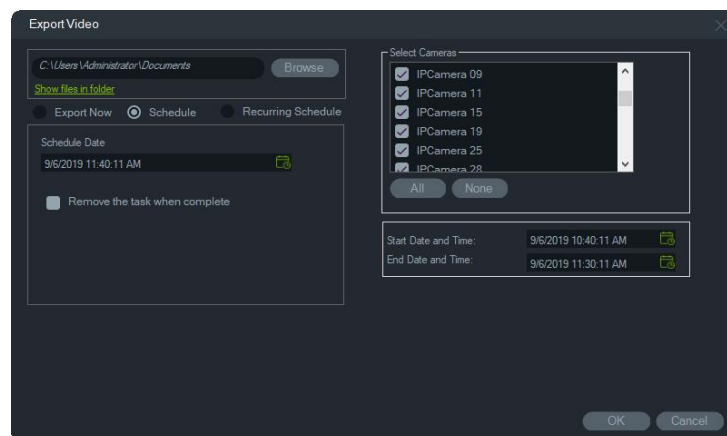 Export Video
C:\Users\Administrator\Documents
Browse
Show files in folder
Export Now
Schedule
Recurring Schedule
Schedule Date
9/6/2019 11:40:11 AM
Remove the task when complete
Select Cameras
IPCamera 09
IPCamera 11
IPCamera 15
IPCamera 19
IPCamera 25
IPCamera 28
All
None
Start Date and Time:
9/6/2019 10:40:11 AM
End Date and Time:
9/6/2019 11:30:11 AM
OK
Cancel